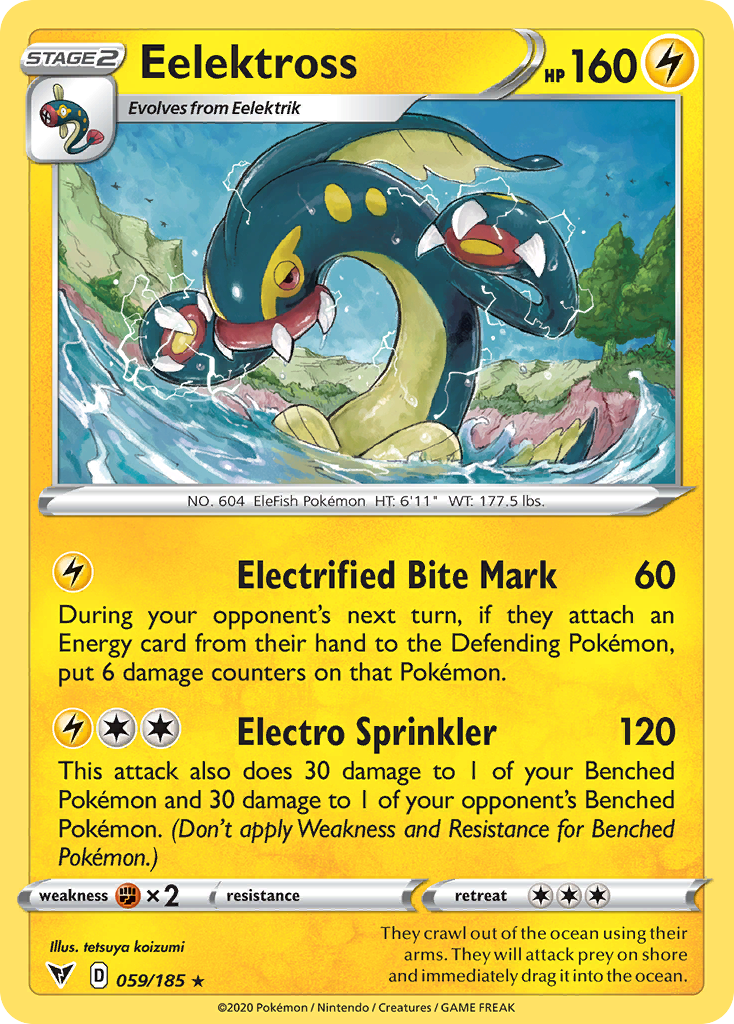 STAGE 2
Eelektross
HP 160
Evolves from Eelektrik
NO. 604 EleFish Pokémon HT: 6'11" WT: 177.5 lbs.
Electrified Bite Mark 60
During your opponent's next turn, if they attach an
Energy card from their hand to the Defending Pokémon,
put 6 damage counters on that Pokémon.
Electro Sprinkler 120
This attack also does 30 damage to 1 of your Benched
Pokémon and 30 damage to 1 of your opponent's Benched
Pokémon. (Don't apply Weakness and Resistance for Benched
Pokémon.)
weakness ×2 resistance retreat
Illus. tetsuya koizumi
D 059/185 ★
They crawl out of the ocean using their
arms. They will attack prey on shore
and immediately drag it into the ocean.
©2020 Pokémon / Nintendo / Creatures / GAME FREAK